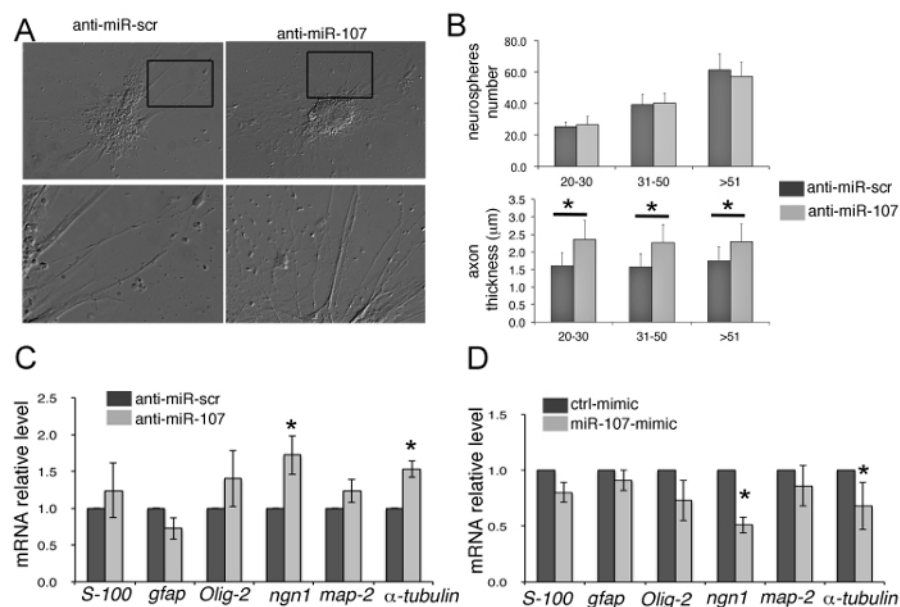 A
anti-miR-scr
anti-miR-107
B
neurospheres
number
80.0
60.0
40.0
20.0
0.0
20-30
31-50
>51
anti-miR-scr
anti-miR-107
axon
thickness (μm)
3.5
3.0
2.5
2.0
1.5
1.0
0.5
0.0
* * *
20-30
31-50
>51
C
mRNA relative level
2.5
2.0
1.5
1.0
0.5
0.0
anti-miR-scr
anti-miR-107
* *
S-100 gfap Olig-2 ngn1 map-2 α-tubulin
D
mRNA relative level
1.5
1.0
0.5
0.0
ctrl-mimic
miR-107-mimic
* *
S-100 gfap Olig-2 ngn1 map-2 α-tubulin